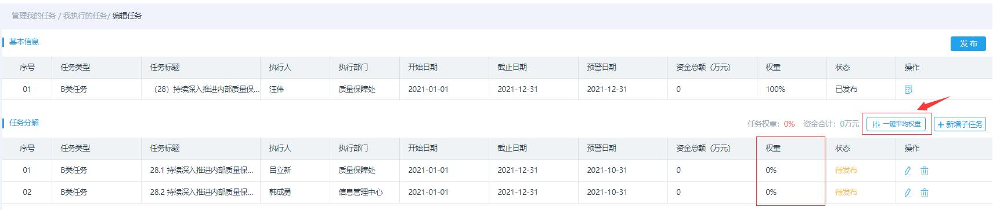 管理我的任务 / 我执行的任务/ 编辑任务
基本信息 发布
序号 任务类型 任务标题 执行人 执行部门 开始日期 截止日期 预警日期 资金总额（万元） 权重 状态 操作
01 B类任务 （28）持续深入推进内部质量保... 汪伟 质量保障处 2021-01-01 2021-12-31 2021-12-31 0 100% 已发布
任务分解 任务权重：0% 资金合计：0万元 一键平均权重 +新增子任务
序号 任务类型 任务标题 执行人 执行部门 开始日期 截止日期 预警日期 资金总额（万元） 权重 状态 操作
01 B类任务 28.1 持续深入推进内部质量保... 吕立新 质量保障处 2021-01-01 2021-12-31 2021-10-31 0 0% 待发布
02 B类任务 28.2 持续深入推进内部质量保... 韩成勇 信息管理中心 2021-01-01 2021-12-31 2021-10-31 0 0% 待发布